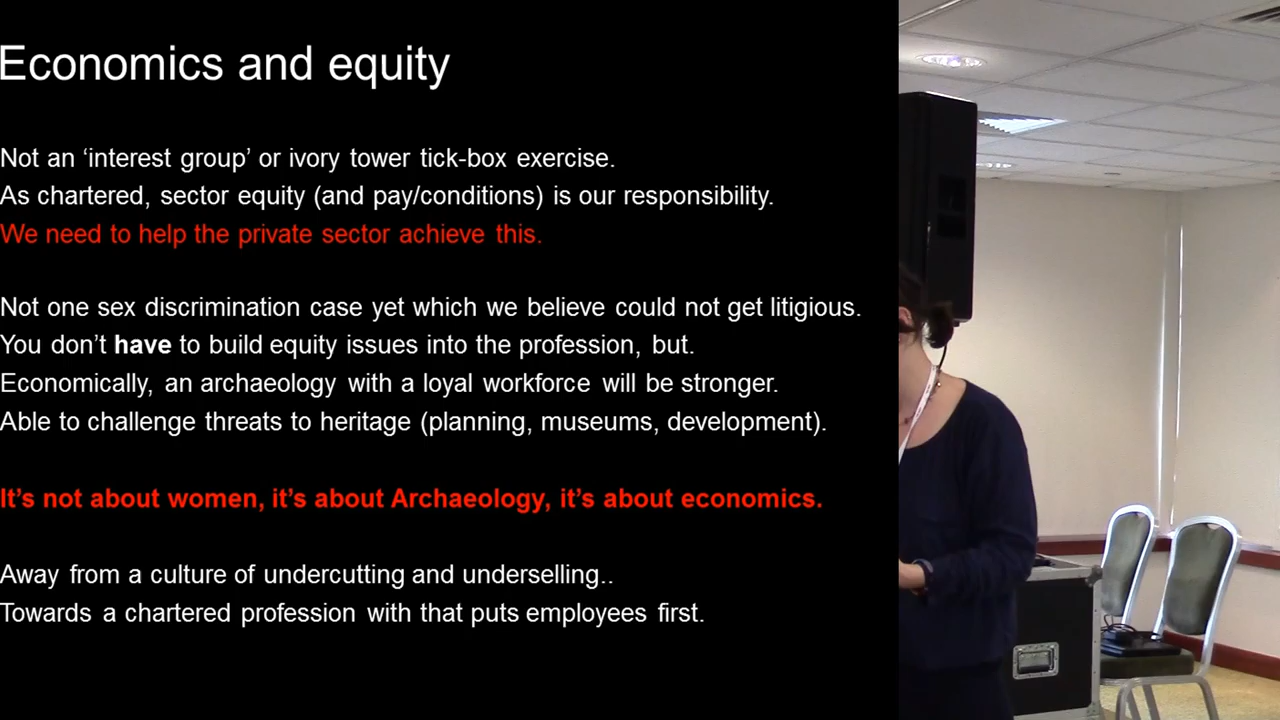 Economics and equity
Not an ‘interest group’ or ivory tower tick-box exercise.
As chartered, sector equity (and pay/conditions) is our responsibility.
We need to help the private sector achieve this.
Not one sex discrimination case yet which we believe could not get litigious.
You don’t have to build equity issues into the profession, but.
Economically, an archaeology with a loyal workforce will be stronger.
Able to challenge threats to heritage (planning, museums, development).
It’s not about women, it’s about Archaeology, it’s about economics.
Away from a culture of undercutting and underselling..
Towards a chartered profession with that puts employees first.